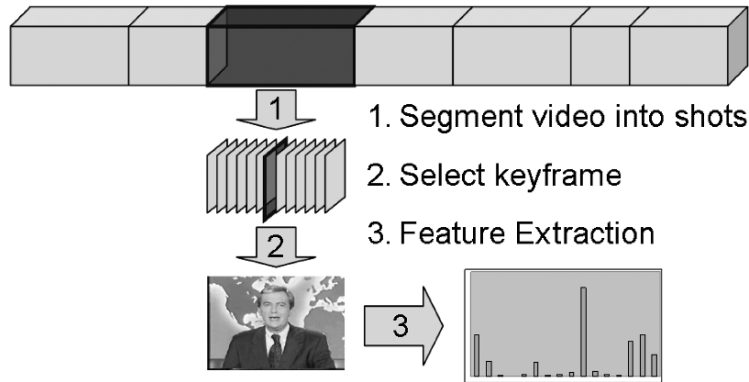 1
1. Segment video into shots
2. Select keyframe
2
3. Feature Extraction
3